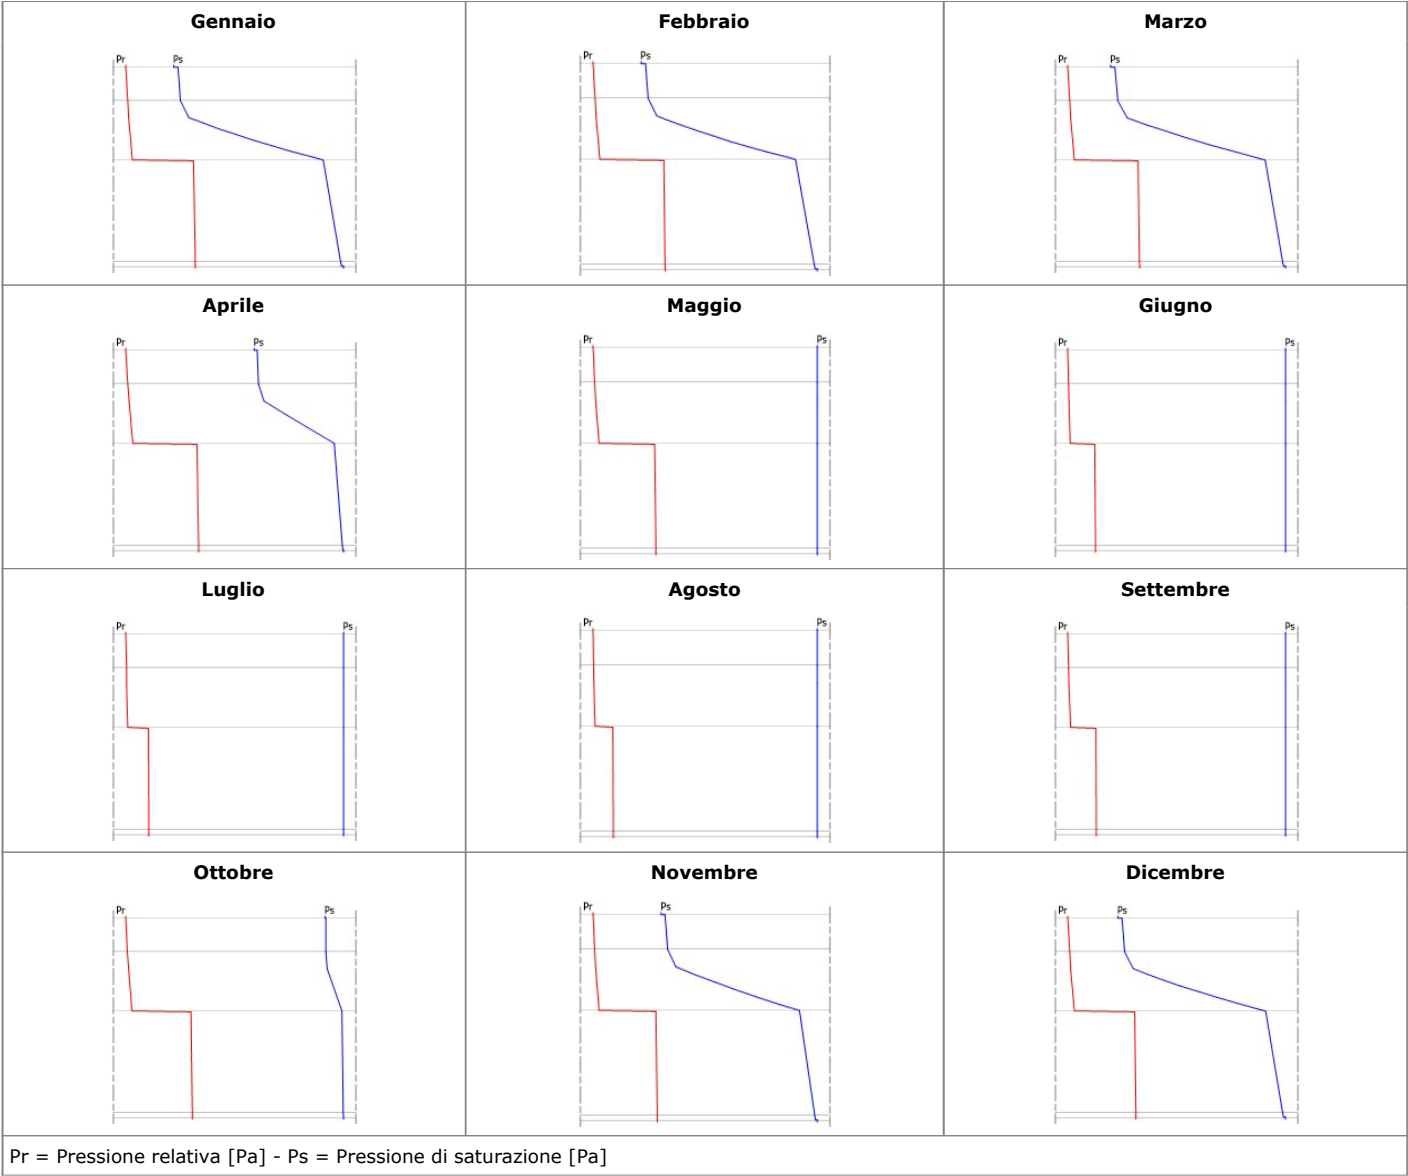 Gennaio Febbraio Marzo
Pr Ps Pr Ps Pr Ps
Aprile Maggio Giugno
Pr Ps Pr Ps Pr Ps
Luglio Agosto Settembre
Pr Ps Pr Ps Pr Ps
Ottobre Novembre Dicembre
Pr Ps Pr Ps Pr Ps
Pr = Pressione relativa [Pa] - Ps = Pressione di saturazione [Pa]